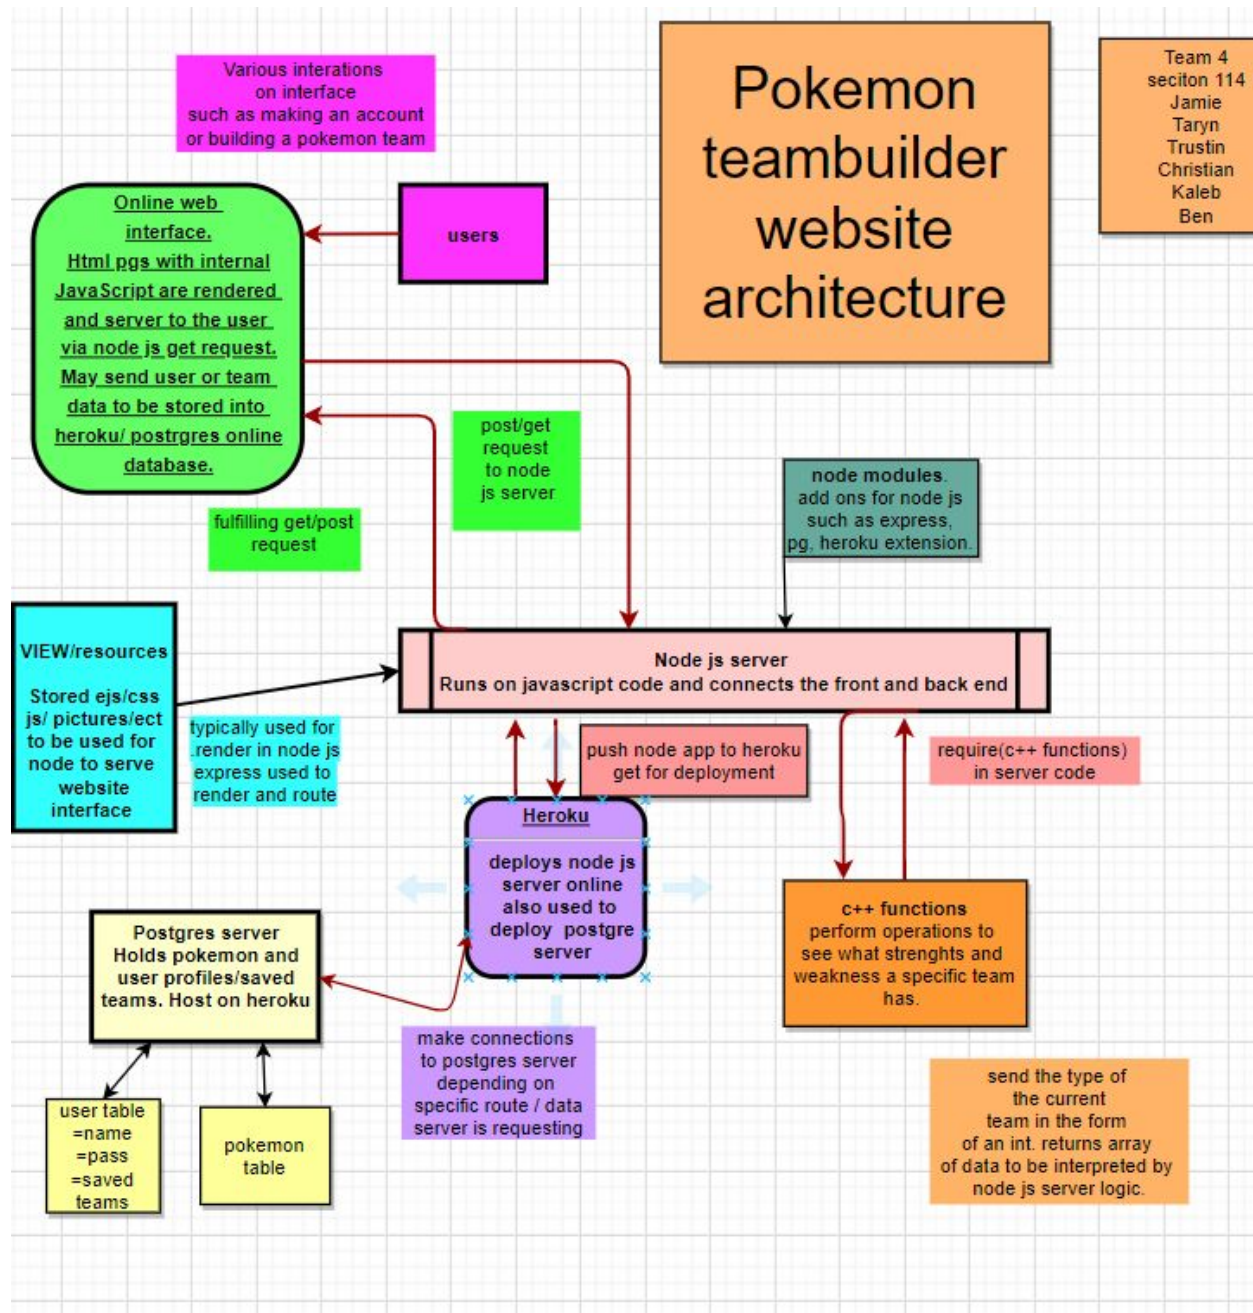 Various interations
on interface
such as making an account
or building a pokemon team
Pokemon
teambuilder
website
architecture
Team 4
seciton 114
Jamie
Taryn
Trustin
Christian
Kaleb
Ben
Online web
interface.
Html pgs with internal
JavaScript are rendered
and server to the user
via node js get request.
May send user or team
data to be stored into
heroku/ postrgres online
database.
users
post/get
request
to node
js server
fulfilling get/post
request
node modules.
add ons for node js
such as express,
pg, heroku extension.
VIEW/resources
Stored ejs/css
js/ pictures/ect
to be used for
node to serve
website
interface
typically used for
.render in node js
express used to
render and route
Node js server
Runs on javascript code and connects the front and back end
push node app to heroku
get for deployment
require(c++ functions)
in server code
Heroku
deploys node js
server online
also used to
deploy postgre
server
c++ functions
perform operations to
see what strenghts and
weakness a specific team
has.
Postgres server
Holds pokemon and
user profiles/saved
teams. Host on heroku
make connections
to postgres server
depending on
specific route / data
server is requesting
send the type of
the current
team in the form
of an int. returns array
of data to be interpreted by
node js server logic.
user table
=name
=pass
=saved
teams
pokemon
table